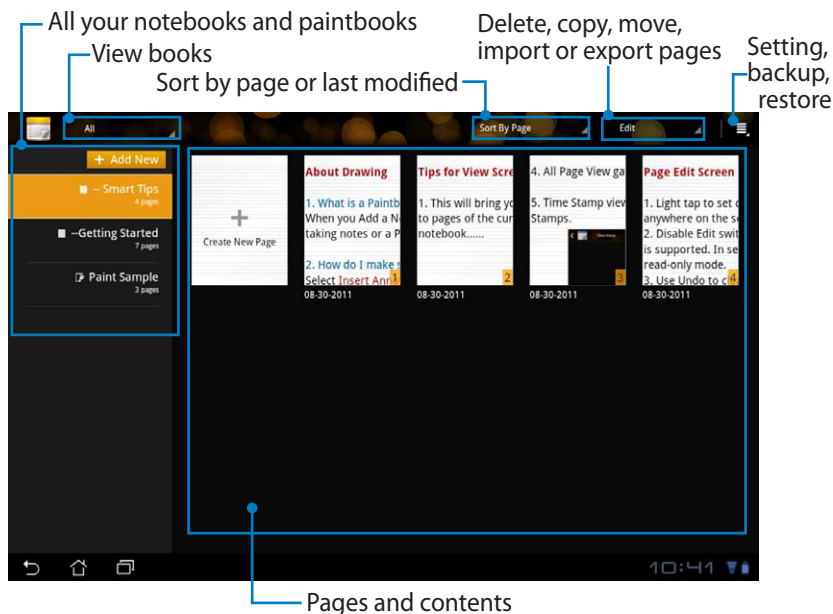 All your notebooks and paintbooks
View books
Sort by page or last modified
Delete, copy, move,
import or export pages
Setting,
backup,
restore
All
Sort By Page
Edit
+ Add New
-- Smart Tips
4 pages
--Getting Started
7 pages
Paint Sample
3 pages
+
Create New Page
About Drawing
1. What is a Paintb
When you Add a N
taking notes or a P
2. How do I make s
Select Insert Ann
1
08-30-2011
Tips for View Scre
1. This will bring yo
to pages of the cur
notebook......
2
08-30-2011
4. All Page View ga
5. Time Stamp view
Stamps.
3
08-30-2011
Page Edit Screen
1. Light tap to set c
anywhere on the s
2. Disable Edit swit
is supported. In se
read-only mode.
3. Use Undo to cl
4
08-30-2011
10:41
Pages and contents